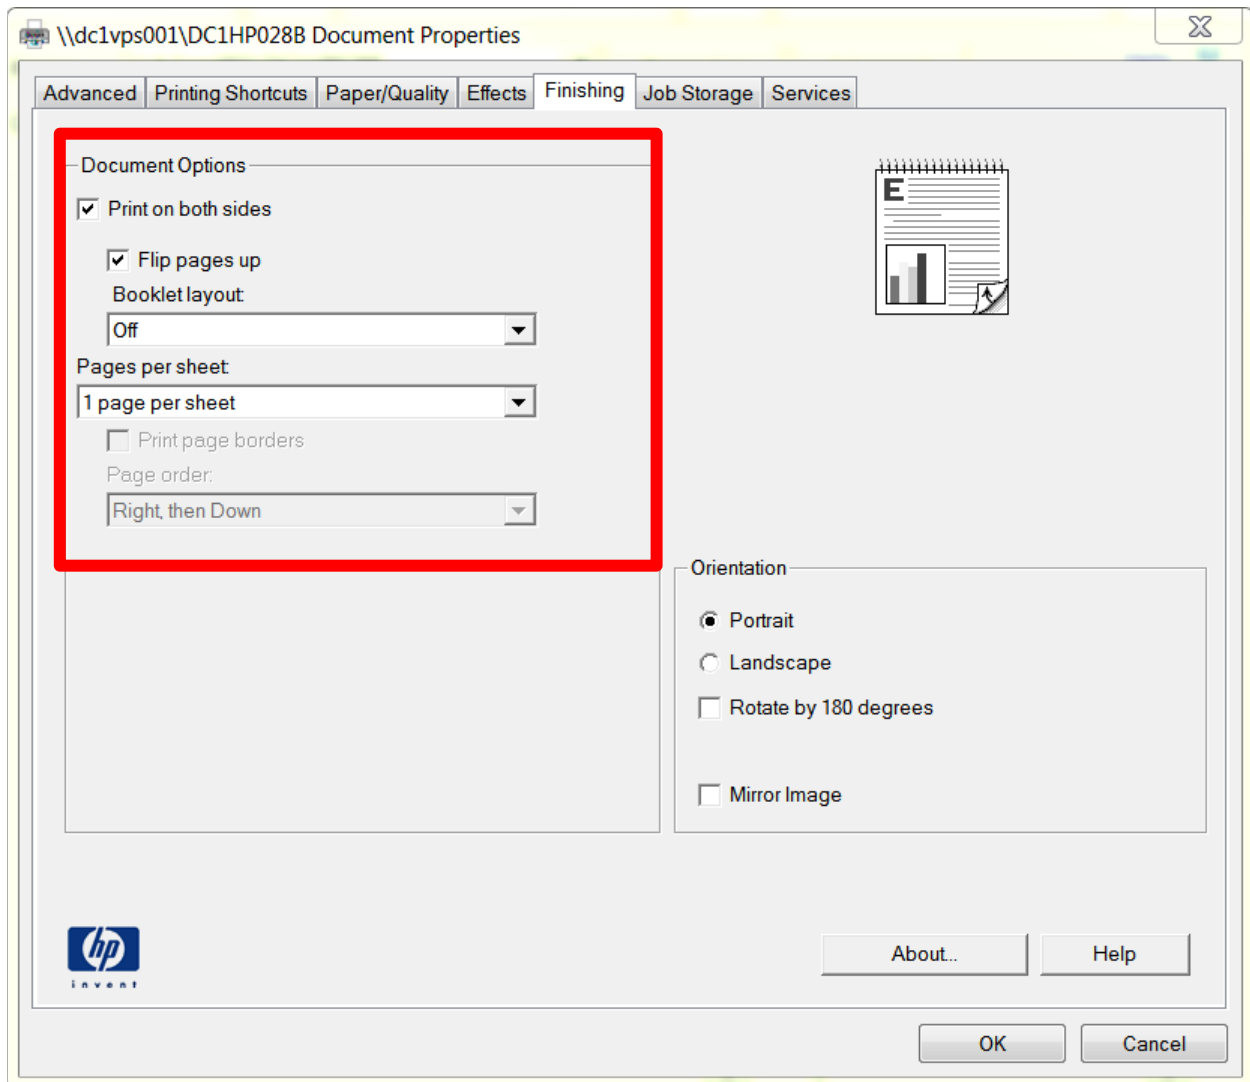 \\dc1vps001\DC1HP028B Document Properties
Advanced Printing Shortcuts Paper/Quality Effects Finishing Job Storage Services
Document Options
Print on both sides
Flip pages up
Booklet layout:
Off
Pages per sheet:
1 page per sheet
Print page borders
Page order:
Right, then Down
E
Orientation
Portrait
Landscape
Rotate by 180 degrees
Mirror Image
hp
invent
About...
Help
OK
Cancel